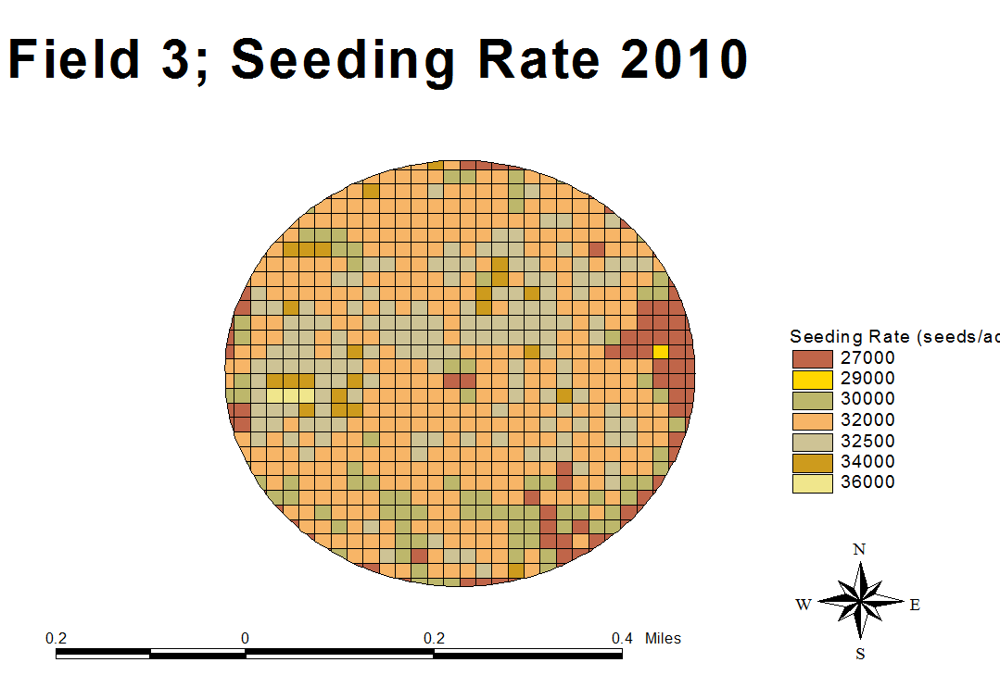 Field 3; Seeding Rate 2010
Seeding Rate (seeds/ac
27000
29000
30000
32000
32500
34000
36000
N
W E
S
0.2 0 0.2 0.4 Miles